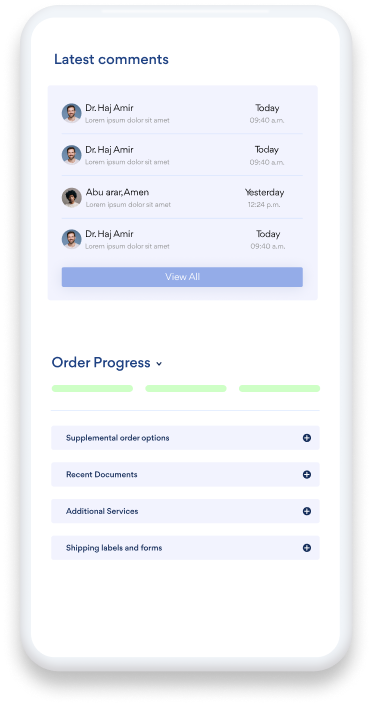 Latest comments
Dr. Haj Amir
Today
Lorem ipsum dolor sit amet
09:40 a.m.
Dr. Haj Amir
Today
Lorem ipsum dolor sit amet
09:40 a.m.
Abu arar,Amen
Yesterday
Lorem ipsum dolor sit amet
12:24 p.m.
Dr. Haj Amir
Today
Lorem ipsum dolor sit amet
09:40 a.m.
View All
Order Progress
Supplemental order options
Recent Documents
Additional Services
Shipping labels and forms